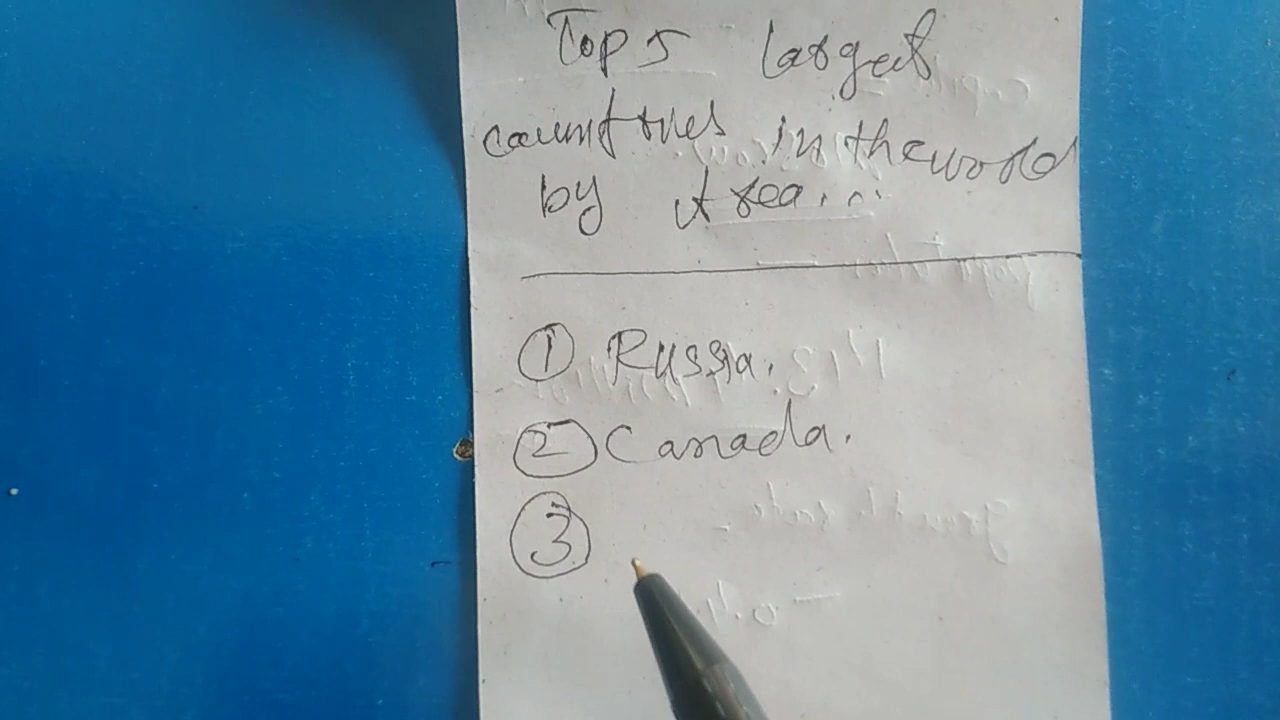 Top 5 largest
countries in the world
by Area...
① Russia.
② Canada.
③